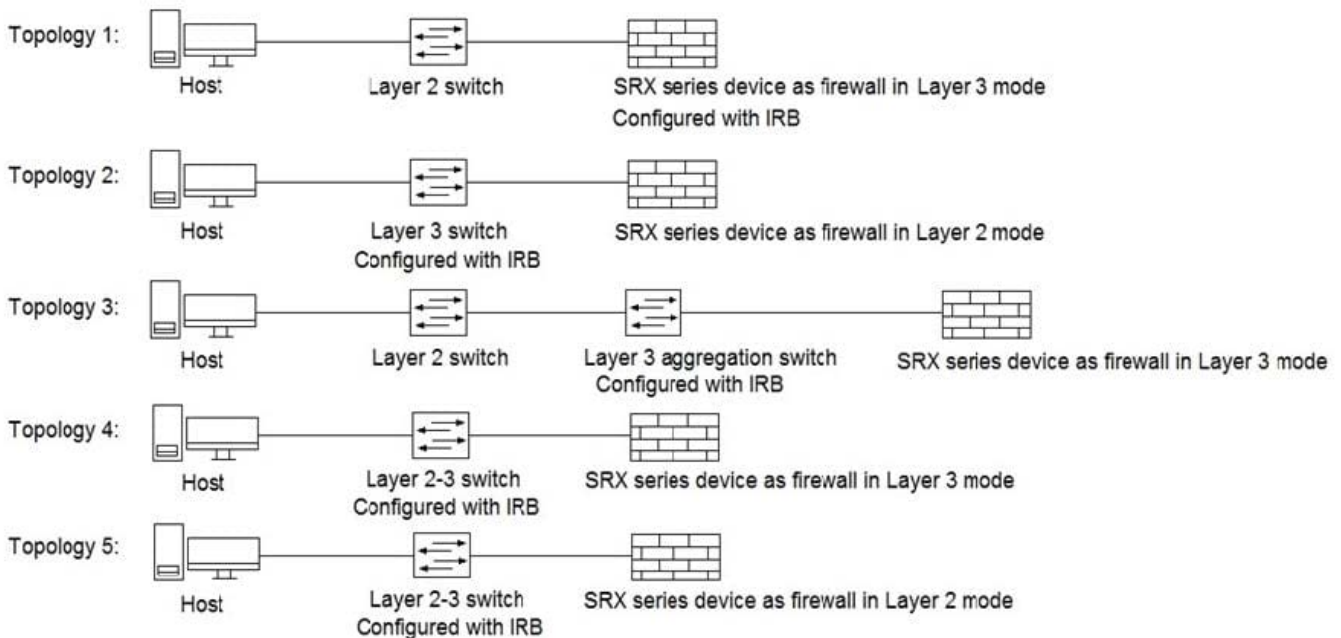 Topology 1:
Host
Layer 2 switch
SRX series device as firewall in Layer 3 mode
Configured with IRB
Topology 2:
Host
Layer 3 switch
Configured with IRB
SRX series device as firewall in Layer 2 mode
Topology 3:
Host
Layer 2 switch
Layer 3 aggregation switch
Configured with IRB
SRX series device as firewall in Layer 3 mode
Topology 4:
Host
Layer 2-3 switch
Configured with IRB
SRX series device as firewall in Layer 3 mode
Topology 5:
Host
Layer 2-3 switch
Configured with IRB
SRX series device as firewall in Layer 2 mode